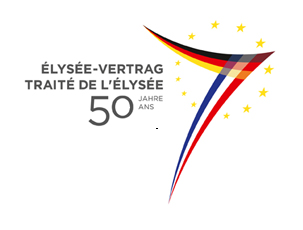 ÉLYSÉE-VERTRAG
TRAITÉ DE L'ÉLYSÉE
50 JAHRE
ANS